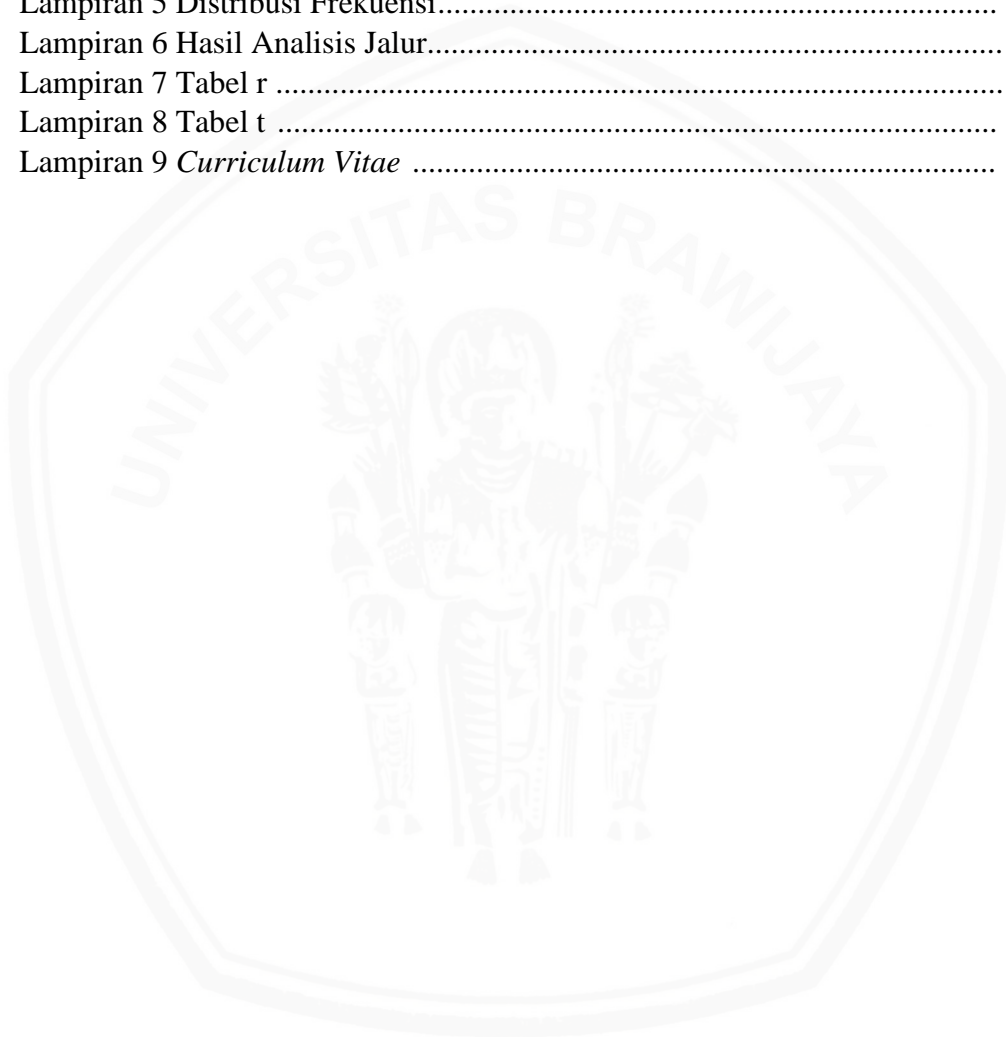 Lampiran 5 Distribusi Frekuensi......................................................................
Lampiran 6 Hasil Analisis Jalur........................................................................
Lampiran 7 Tabel r ...........................................................................................
Lampiran 8 Tabel t ..........................................................................................
Lampiran 9 Curriculum Vitae .........................................................................
UNIVERSITAS BRAWIJAYA